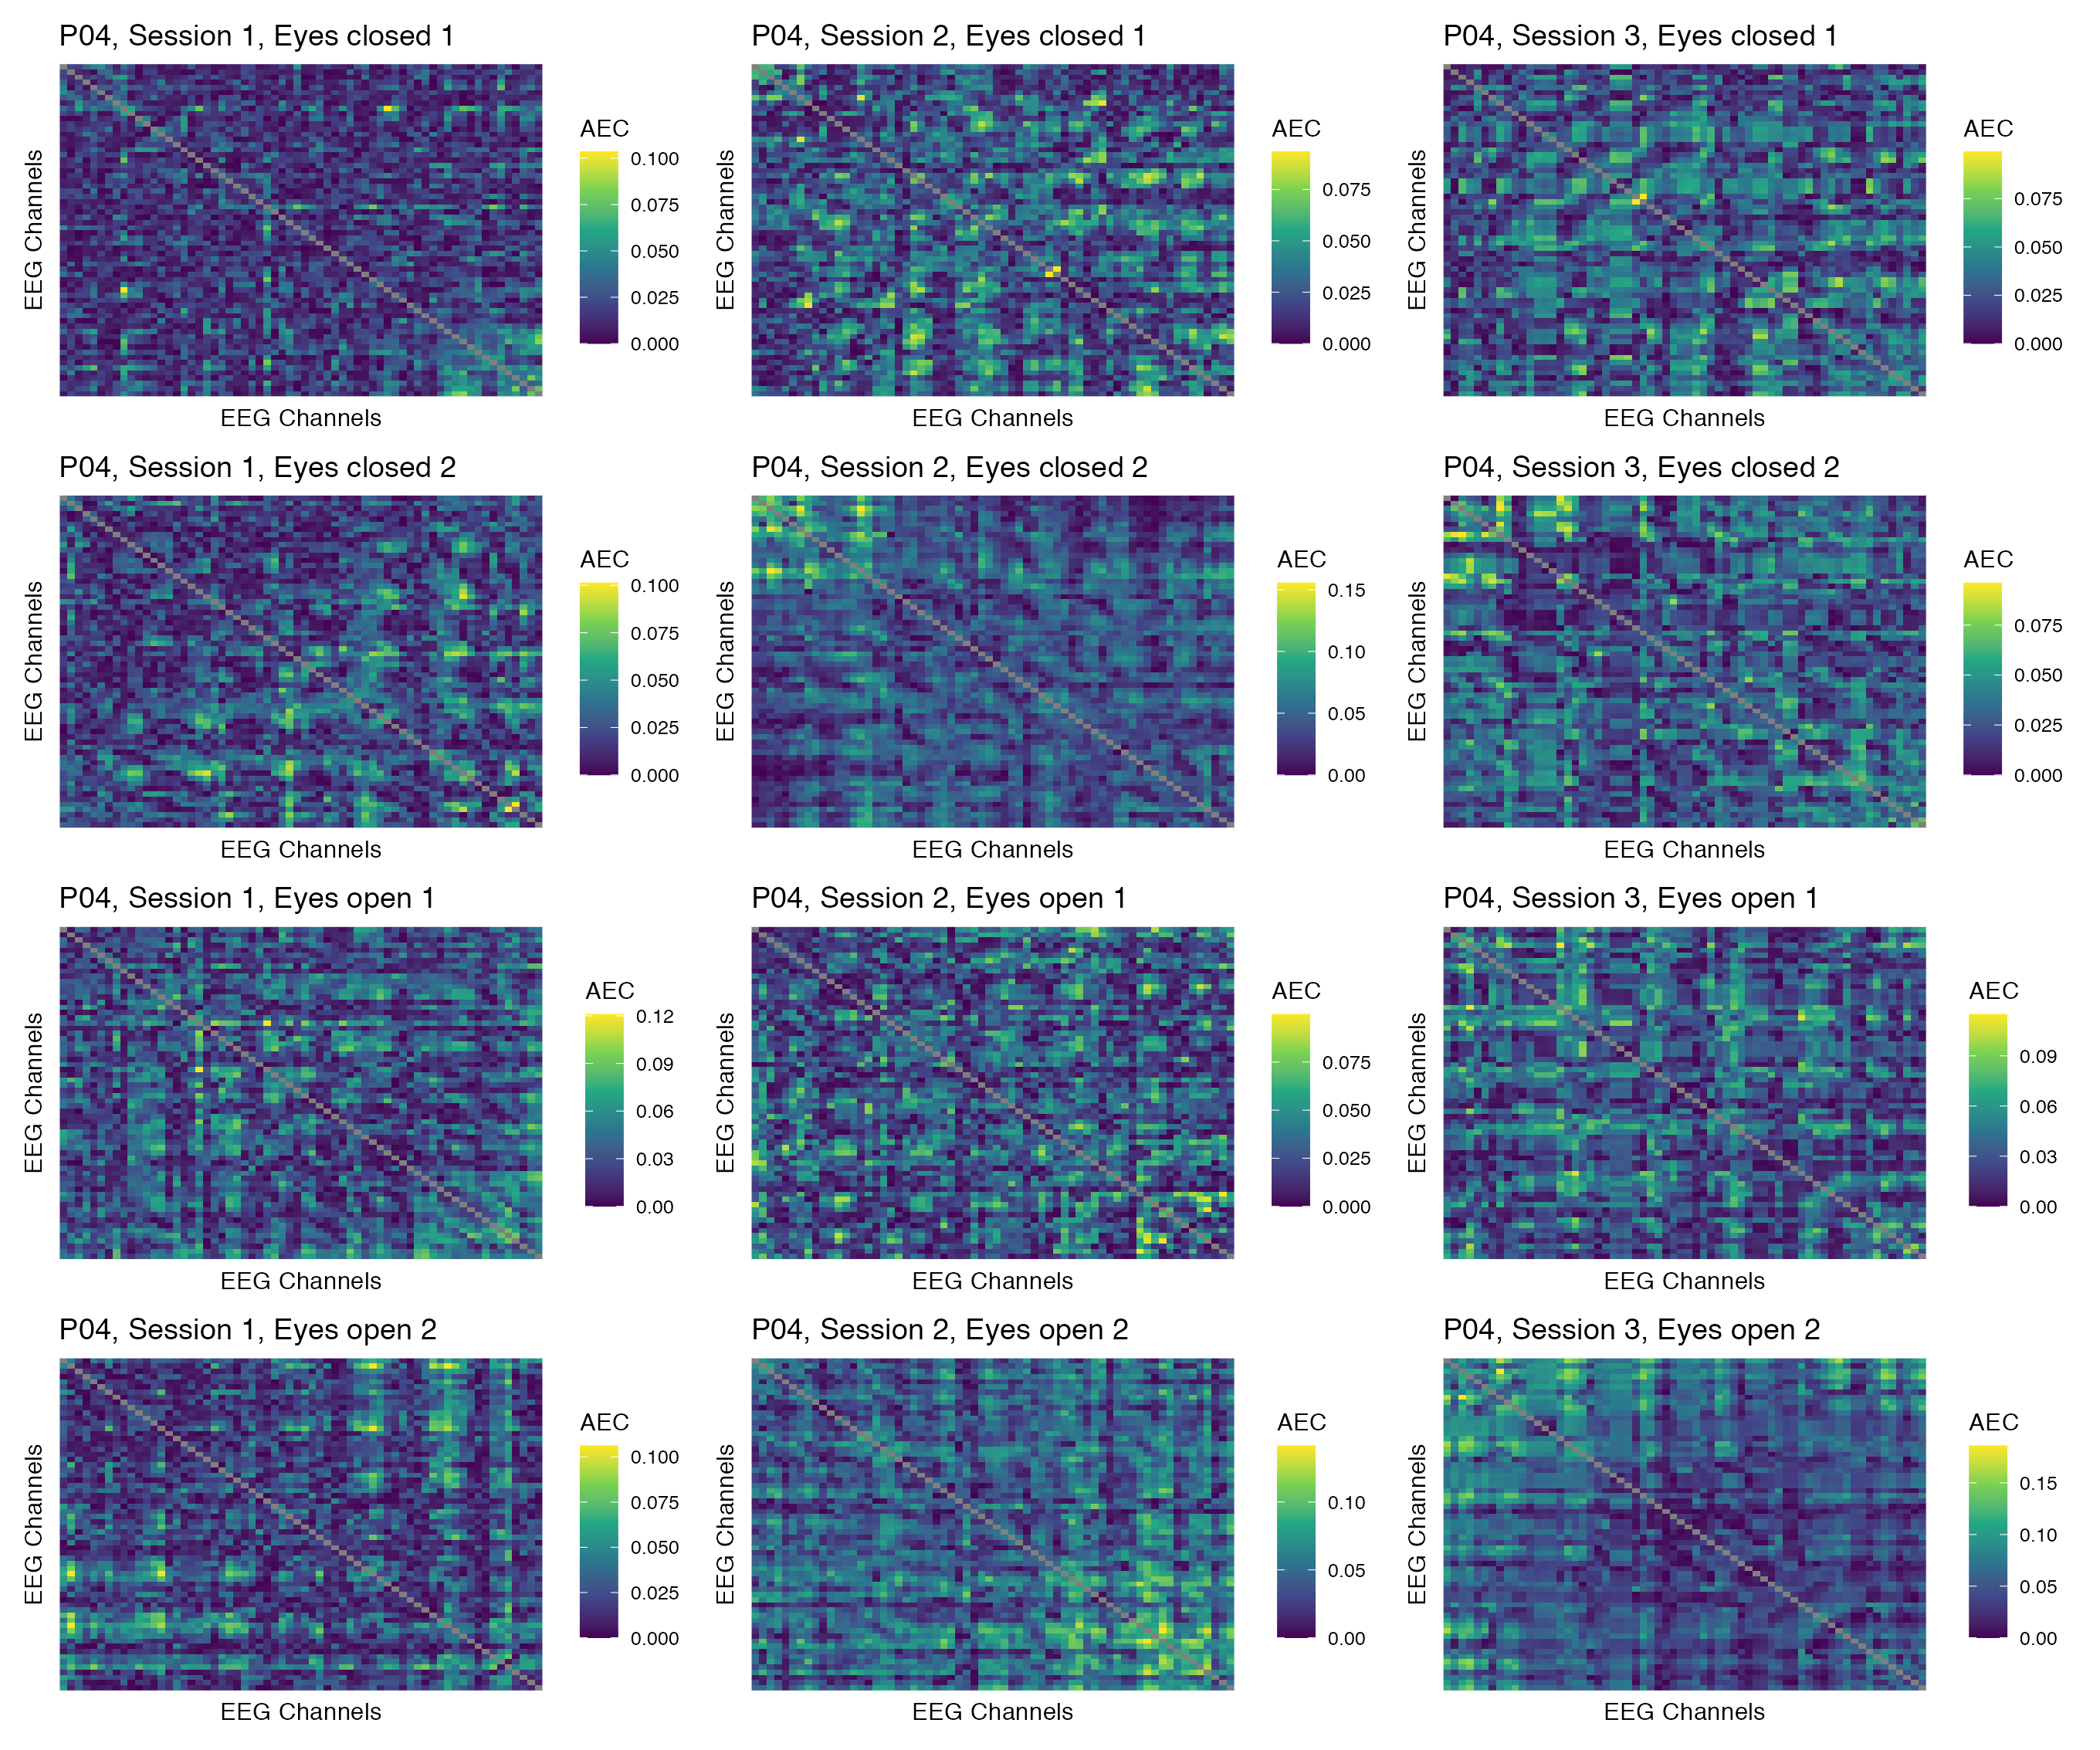 P04, Session 1, Eyes closed 1
EEG Channels
EEG Channels
AEC
0.100
0.075
0.050
0.025
0.000
P04, Session 2, Eyes closed 1
EEG Channels
EEG Channels
AEC
0.075
0.050
0.025
0.000
P04, Session 3, Eyes closed 1
EEG Channels
EEG Channels
AEC
0.075
0.050
0.025
0.000
P04, Session 1, Eyes closed 2
EEG Channels
EEG Channels
AEC
0.100
0.075
0.050
0.025
0.000
P04, Session 2, Eyes closed 2
EEG Channels
EEG Channels
AEC
0.15
0.10
0.05
0.00
P04, Session 3, Eyes closed 2
EEG Channels
EEG Channels
AEC
0.075
0.050
0.025
0.000
P04, Session 1, Eyes open 1
EEG Channels
EEG Channels
AEC
0.12
0.09
0.06
0.03
0.00
P04, Session 2, Eyes open 1
EEG Channels
EEG Channels
AEC
0.075
0.050
0.025
0.000
P04, Session 3, Eyes open 1
EEG Channels
EEG Channels
AEC
0.09
0.06
0.03
0.00
P04, Session 1, Eyes open 2
EEG Channels
EEG Channels
AEC
0.100
0.075
0.050
0.025
0.000
P04, Session 2, Eyes open 2
EEG Channels
EEG Channels
AEC
0.10
0.05
0.00
P04, Session 3, Eyes open 2
EEG Channels
EEG Channels
AEC
0.15
0.10
0.05
0.00